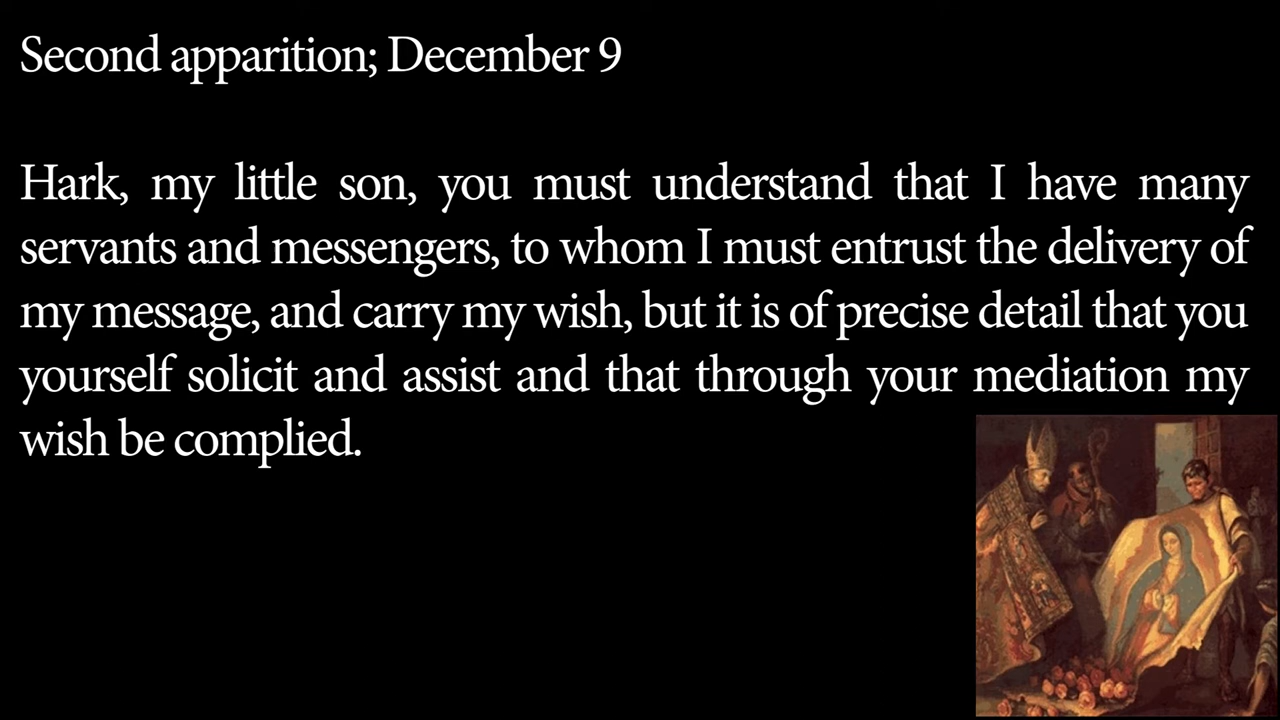 Second apparition; December 9
Hark, my little son, you must understand that I have many
servants and messengers, to whom I must entrust the delivery of
my message, and carry my wish, but it is of precise detail that you
yourself solicit and assist and that through your mediation my
wish be complied.